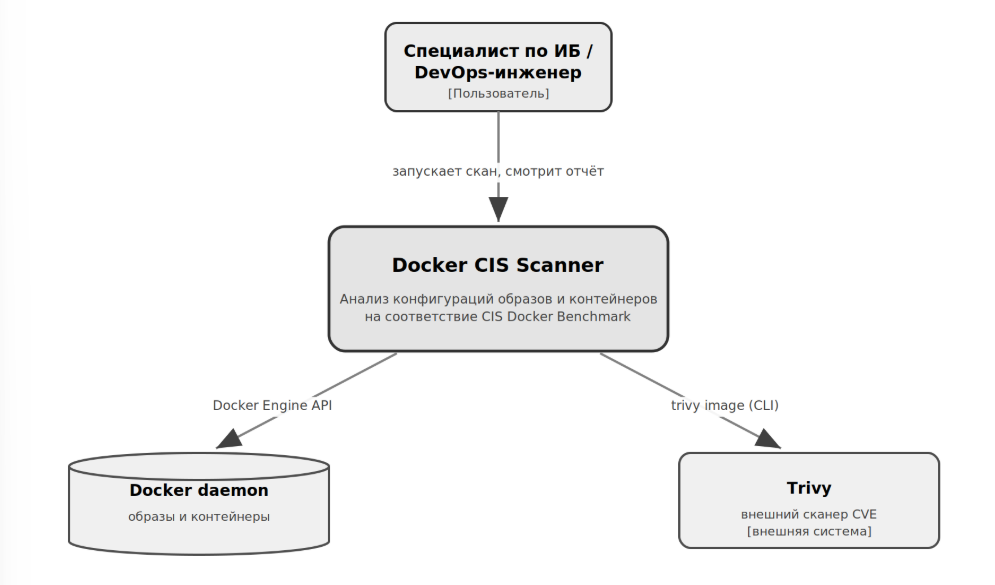 Специалист по ИБ /
DevOps-инженер
[Пользователь]
запускает скан, смотрит отчёт
Docker CIS Scanner
Анализ конфигураций образов и контейнеров
на соответствие CIS Docker Benchmark
Docker Engine API
trivy image (CLI)
Docker daemon
образы и контейнеры
Trivy
внешний сканер CVE
[внешняя система]